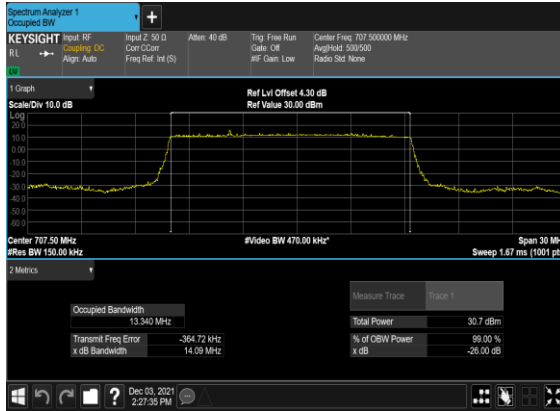 Spectrum Analyzer 1
Occupied BW
+
KEYSIGHT Input: RF Input Z: 50 Ω Atten: 40 dB Trig: Free Run Center Freq: 707.500000 MHz
RL Coupling: DC Corr CCorr Gate: Off Avg|Hold: 500/500
Align: Auto Freq Ref: Int (S) #IF Gain: Low Radio Std: None
LXI
1 Graph
Ref Lvl Offset 4.30 dB
Scale/Div 10.0 dB Ref Value 30.00 dBm
Log
20.0
10.0
0.00
-10.0
-20.0
-30.0
-40.0
-50.0
-60.0
Center 707.50 MHz #Video BW 470.00 kHz* Span 30 MH
#Res BW 150.00 kHz Sweep 1.67 ms (1001 pt
2 Metrics
Measure Trace Trace 1
Occupied Bandwidth
13.340 MHz Total Power 30.7 dBm
Transmit Freq Error -364.72 kHz % of OBW Power 99.00 %
x dB Bandwidth 14.09 MHz x dB -26.00 dB
? Dec 03, 2021
2:27:35 PM